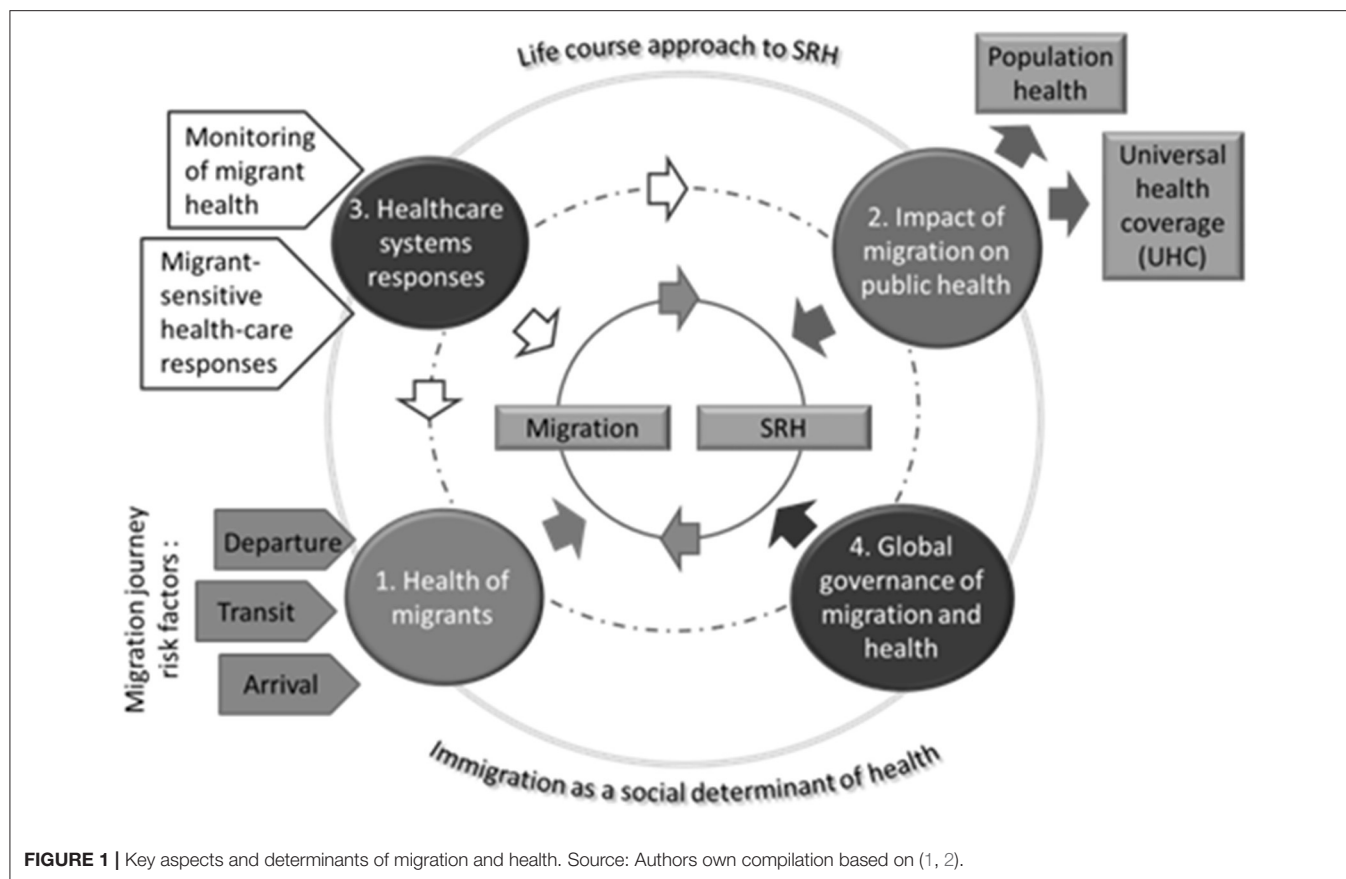 Life course approach to SRH
Population
health
Universal
health
coverage
(UHC)
Monitoring
of migrant
health
Migrant-
sensitive
health-care
responses
3. Healthcare
systems
responses
2. Impact of
migration on
public health
Migration
SRH
Migration journey
risk factors :
Departure
Transit
Arrival
1. Health of
migrants
4. Global
governance of
migration and
health
Immigration as a social determinant of health
FIGURE 1 | Key aspects and determinants of migration and health. Source: Authors own compilation based on (1, 2).